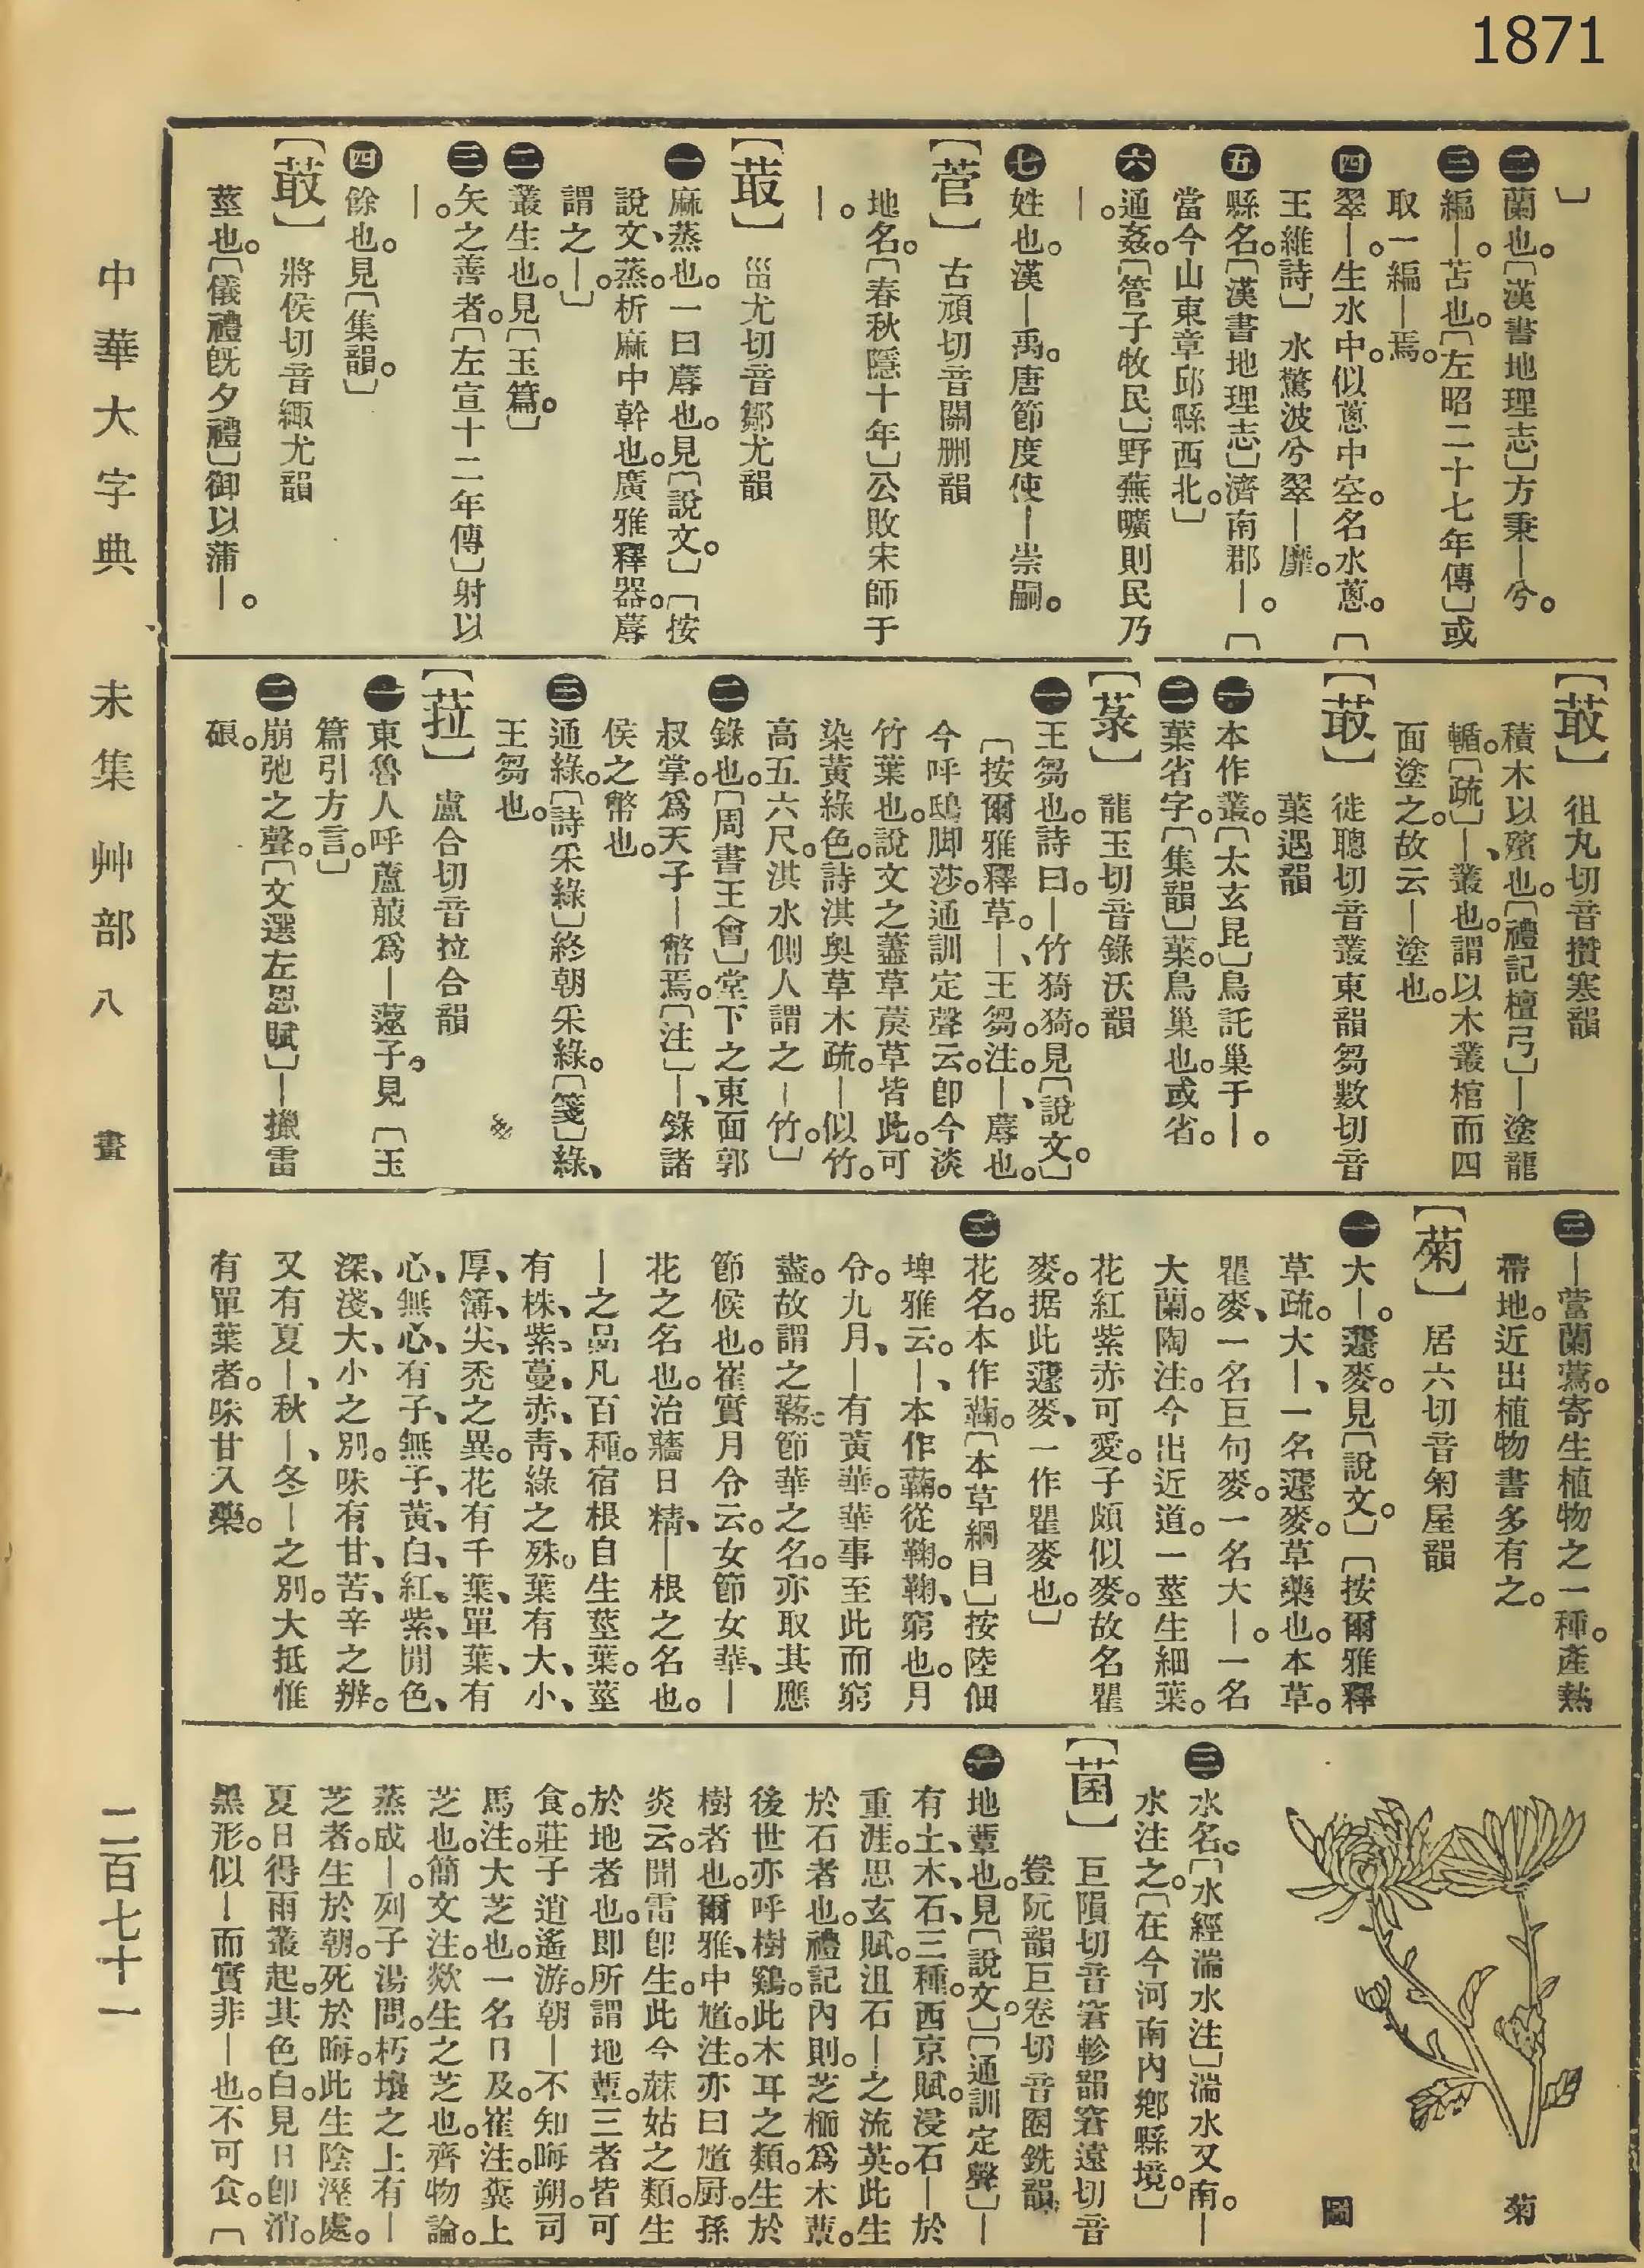 1871
〕
㊁蘭也。〔漢書地理志〕方秉―兮。
㊂編―。苫也。〔左昭二十七年傳〕或
取一編―焉。
㊃翠―。生水中。似蔥中空。名水蔥。〔
王維詩〕水驚波兮翠―靡。
㊄縣名。〔漢書地理志〕濟南郡―。〔
當今山東章邱縣西北。〕
㊅通姦。〔管子牧民〕野蕪曠則民乃
―。
㊆姓也。漢―禹。唐節度使―崇嗣。
【菅】古頑切音關删韻
地名。〔春秋隱十年〕公敗宋師于
―。
【菆】甾尤切音鄒尤韻
㊀麻蒸也。一曰蓐也。見〔說文。〕〔按
說文、蒸。析麻中幹也。廣雅釋器。蓐
謂之―。〕
㊁叢生也。見〔玉篇。〕
㊂矢之善者。〔左宣十二年傳〕射以
―。
㊃餘也。見〔集韻。〕
【菆】將侯切音緅尤韻
莖也。〔儀禮旣夕禮〕御以蒲―。
【菆】徂丸切音攢寒韻
積木以殯也。〔禮記檀弓〕―塗龍
輴。〔疏〕―、叢也。謂以木叢棺而四
面塗之。故云―塗也。
【菆】徙聰切音叢東韻芻數切音
菆遇韻
㊀本作叢。〔太玄昆〕鳥託巢于―。
㊁藂省字。〔集韻〕藂。鳥巢也。或省。
【菉】龍玉切音錄沃韻
㊀王芻也。詩曰。―竹猗猗。見〔說文。〕
〔按爾雅釋草。―、王芻。注。―、蓐也。
今呼鴟脚莎。通訓定聲云。卽今淡
竹葉也。說文之藎草菮草皆此。可
染黃綠色。詩淇奧草木疏。―似竹。
高五六尺。淇水側人謂之―竹。〕
㊁錄也。〔周書王會〕堂下之東面郭
叔掌。爲天子―幣焉。〔注〕―、錄諸
侯之幣也。
㊂通綠。〔詩采綠〕終朝采綠。〔箋〕綠、
王芻也。
【菈】盧合切音拉合韻
㊀東魯人呼蘆菔爲―蓫子。見〔玉
篇引方言。〕
㊁崩弛之聲。〔文選左思賦〕―擸雷
硠。
㊂―蒿蘭蔫。寄生植物之一種。產熱
帶地。近出植物書多有之。
【菊】居六切音匊屋韻
㊀大―。蘧麥。見〔說文。〕〔按爾雅釋
草疏。大―、一名蘧麥。草藥也。本草。
瞿麥、一名巨句麥。一名大―。一名
大蘭。陶注。今出近道。一莖生細葉。
花紅紫赤可愛。子頗似麥。故名瞿
麥。据此蘧麥、一作瞿麥也。〕
㊁花名。本作蘜。〔本草綱目〕按陸佃
埤雅云。―、本作蘜。從鞠。鞠、窮也。月
令。九月、―有黃華。華事至此而窮
盡。故謂之蘜。節華之名。亦取其應
節候也。崔寔月令云。女節女華、―
花之名也。治蘠日精、―根之名也。
―之品凡百種。宿根自生莖葉。莖
有株、紫、蔓、赤、靑、綠之殊。葉有大、小、
厚、簿、尖、禿之異。花有千葉、單葉、有
心、無心、有子、無子、黃、白、紅、紫、閒色、
深、淺、大、小之別。味有甘、苦、辛之辨。
又有夏―、秋―、冬―之別。大抵惟
有單葉者。味甘入藥。
菊
圖
㊂水名。〔水經湍水注〕湍水又南。―
水注之。〔在今河南內鄕縣境。〕
【菌】巨隕切音窘軫韻窘遠切音
䠲阮韻巨卷切音圈銑韻
㊀地蕈也。見〔說文。〕〔通訓定聲〕―
有土、木、石三種。西京賦。浸石―於
重涯。思玄賦。沮石―之流英。此生
於石者也。禮記內則。芝栭爲木蕈。
後世亦呼樹鷄。此木耳之類。生於
樹者也。爾雅、中馗。注。亦曰馗厨。孫
炎云。聞雷卽生。此今蔴姑之類。生
於地者也。卽所謂地蕈。三者皆可
食。莊子逍遙游。朝―不知晦朔。司
馬注。大芝也。一名日及。崔注。糞上
芝也。簡文注。欻生之芝也。齊物論。
蒸成―。列子湯問。朽壤之上有―
芝者。生於朝。死於晦。此生陰溼處。
夏日得雨叢起。其色白。見日卽消。
黑形。似―而實非―也。不可食。〔
中華大字典　未集　艸部　八　畫
二百七十一